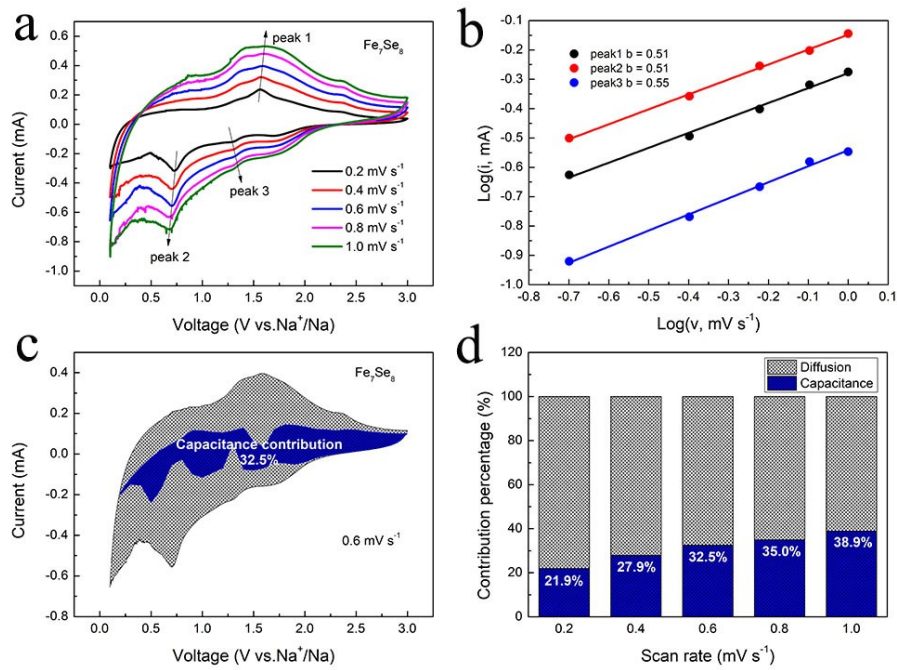 a
peak 1
Fe₇Se₈
0.6
0.4
0.2
0.0
-0.2
-0.4
-0.6
-0.8
-1.0
Current (mA)
peak 3
peak 2
0.2 mV s⁻¹
0.4 mV s⁻¹
0.6 mV s⁻¹
0.8 mV s⁻¹
1.0 mV s⁻¹
0.0 0.5 1.0 1.5 2.0 2.5 3.0
Voltage (V vs.Na⁺/Na)
b
peak1 b = 0.51
peak2 b = 0.51
peak3 b = 0.55
-0.1
-0.2
-0.3
-0.4
-0.5
-0.6
-0.7
-0.8
-0.9
-1.0
Log(i, mA)
-0.7 -0.6 -0.5 -0.4 -0.3 -0.2 -0.1 0.0 0.1
Log(v, mV s⁻¹)
c
Fe₇Se₈
0.4
0.2
0.0
-0.2
-0.4
-0.6
-0.8
Current (mA)
Capacitance contribution
32.5%
0.6 mV s⁻¹
0.0 0.5 1.0 1.5 2.0 2.5 3.0
Voltage (V vs.Na⁺/Na)
d
Diffusion
Capacitance
120
100
80
60
40
20
0
Contribution percentage (%)
21.9% 27.9% 32.5% 35.0% 38.9%
0.2 0.4 0.6 0.8 1.0
Scan rate (mV s⁻¹)